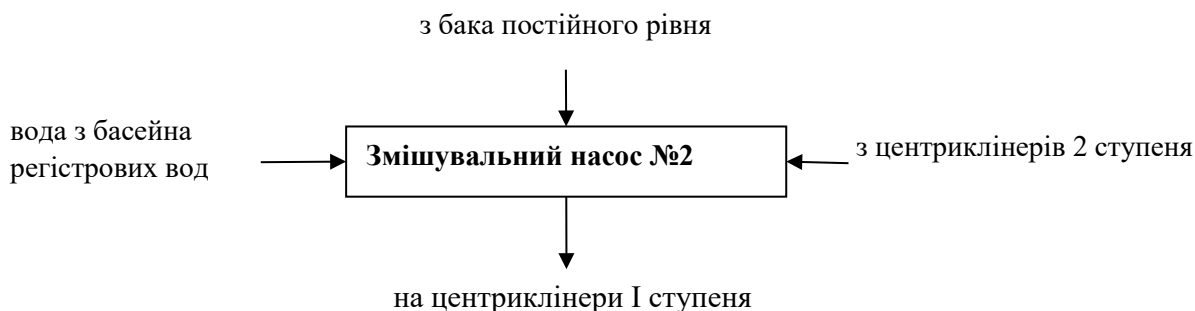 з бака постійного рівня
вода з басейна
регістрових вод
Змішувальний насос №2
з центриклінерів 2 ступеня
на центриклінери І ступеня